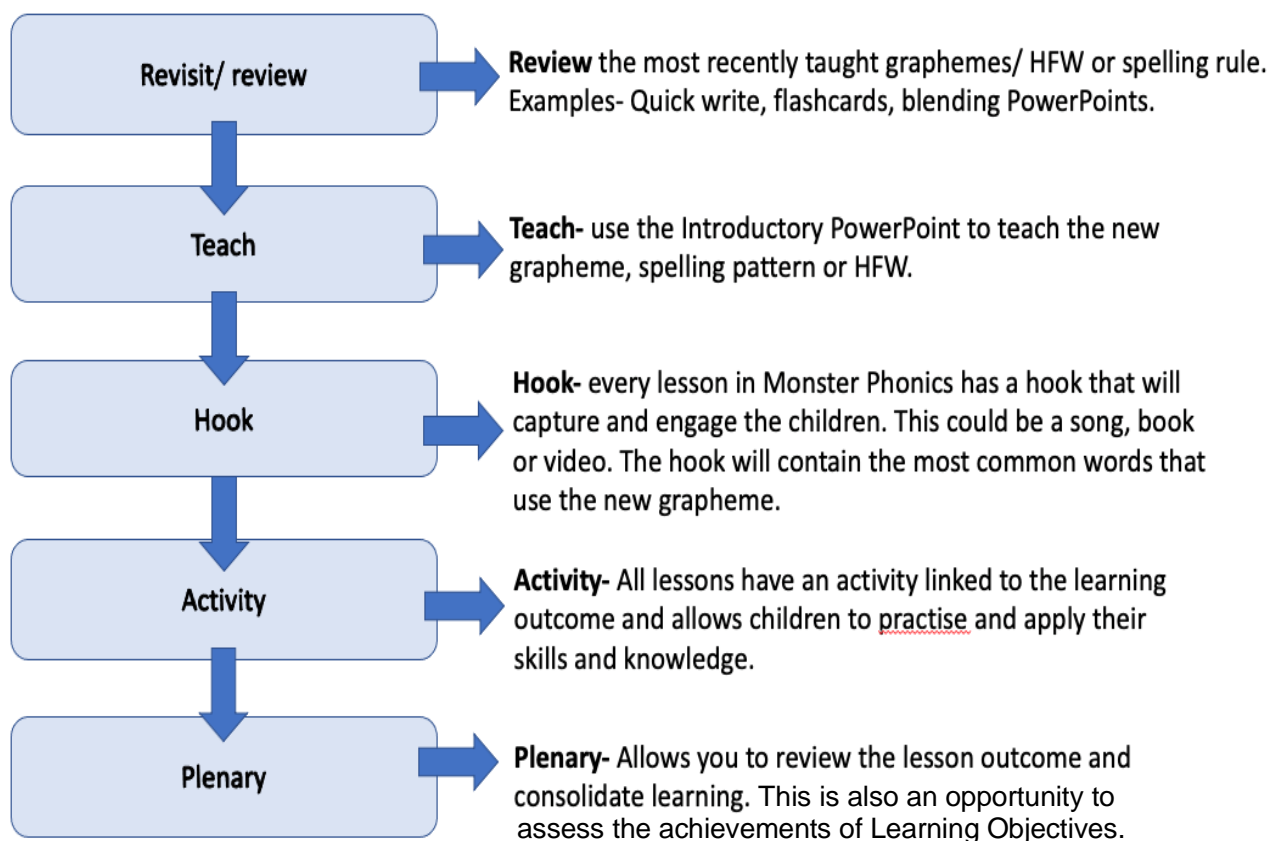 Revisit/ review
Review the most recently taught graphemes/ HFW or spelling rule.
Examples- Quick write, flashcards, blending PowerPoints.
Teach
Teach- use the Introductory PowerPoint to teach the new
grapheme, spelling pattern or HFW.
Hook
Hook- every lesson in Monster Phonics has a hook that will
capture and engage the children. This could be a song, book
or video. The hook will contain the most common words that
use the new grapheme.
Activity
Activity- All lessons have an activity linked to the learning
outcome and allows children to practise and apply their
skills and knowledge.
Plenary
Plenary- Allows you to review the lesson outcome and
consolidate learning. This is also an opportunity to
assess the achievements of Learning Objectives.